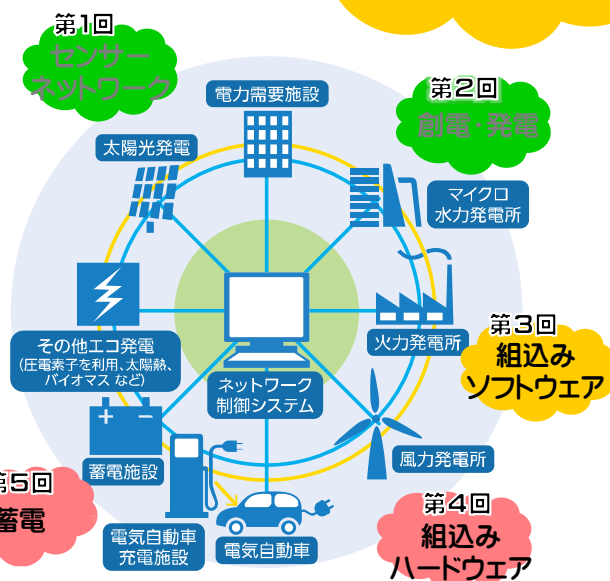 第1回
センサー
ネットワーク
電力需要施設
第2回
創電・発電
太陽光発電
マイクロ
水力発電所
その他エコ発電
(圧電素子を利用、太陽熱、
バイオマス など)
火力発電所
第3回
組込み
ソフトウェア
ネットワーク
制御システム
蓄電施設
風力発電所
第5回
蓄電
第4回
組込み
ハードウェア
電気自動車
充電施設
電気自動車